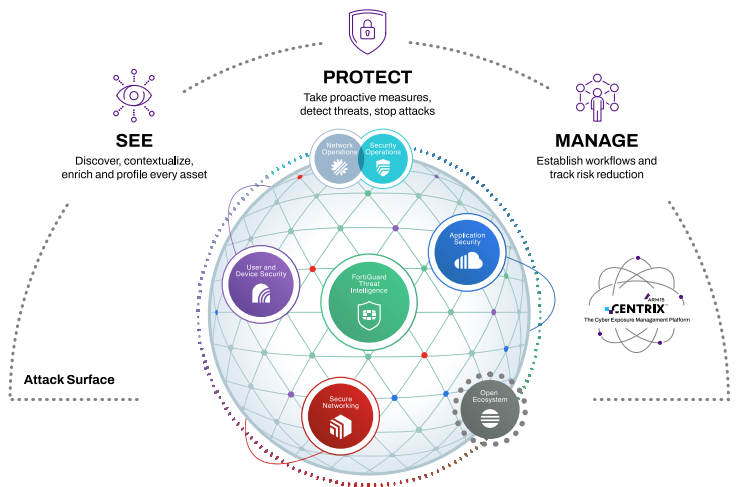 PROTECT
Take proactive measures,
detect threats, stop attacks
SEE
Discover, contextualize,
enrich and profile every asset
MANAGE
Establish workflows and
track risk reduction
Network
Operations
Security
Operations
Application
Security
User and
Device Security
FortiGuard
Threat
Intelligence
ARMIS
CENTRIX™
The Cyber Exposure Management Platform
Attack Surface
Secure
Networking
Open
Ecosystem